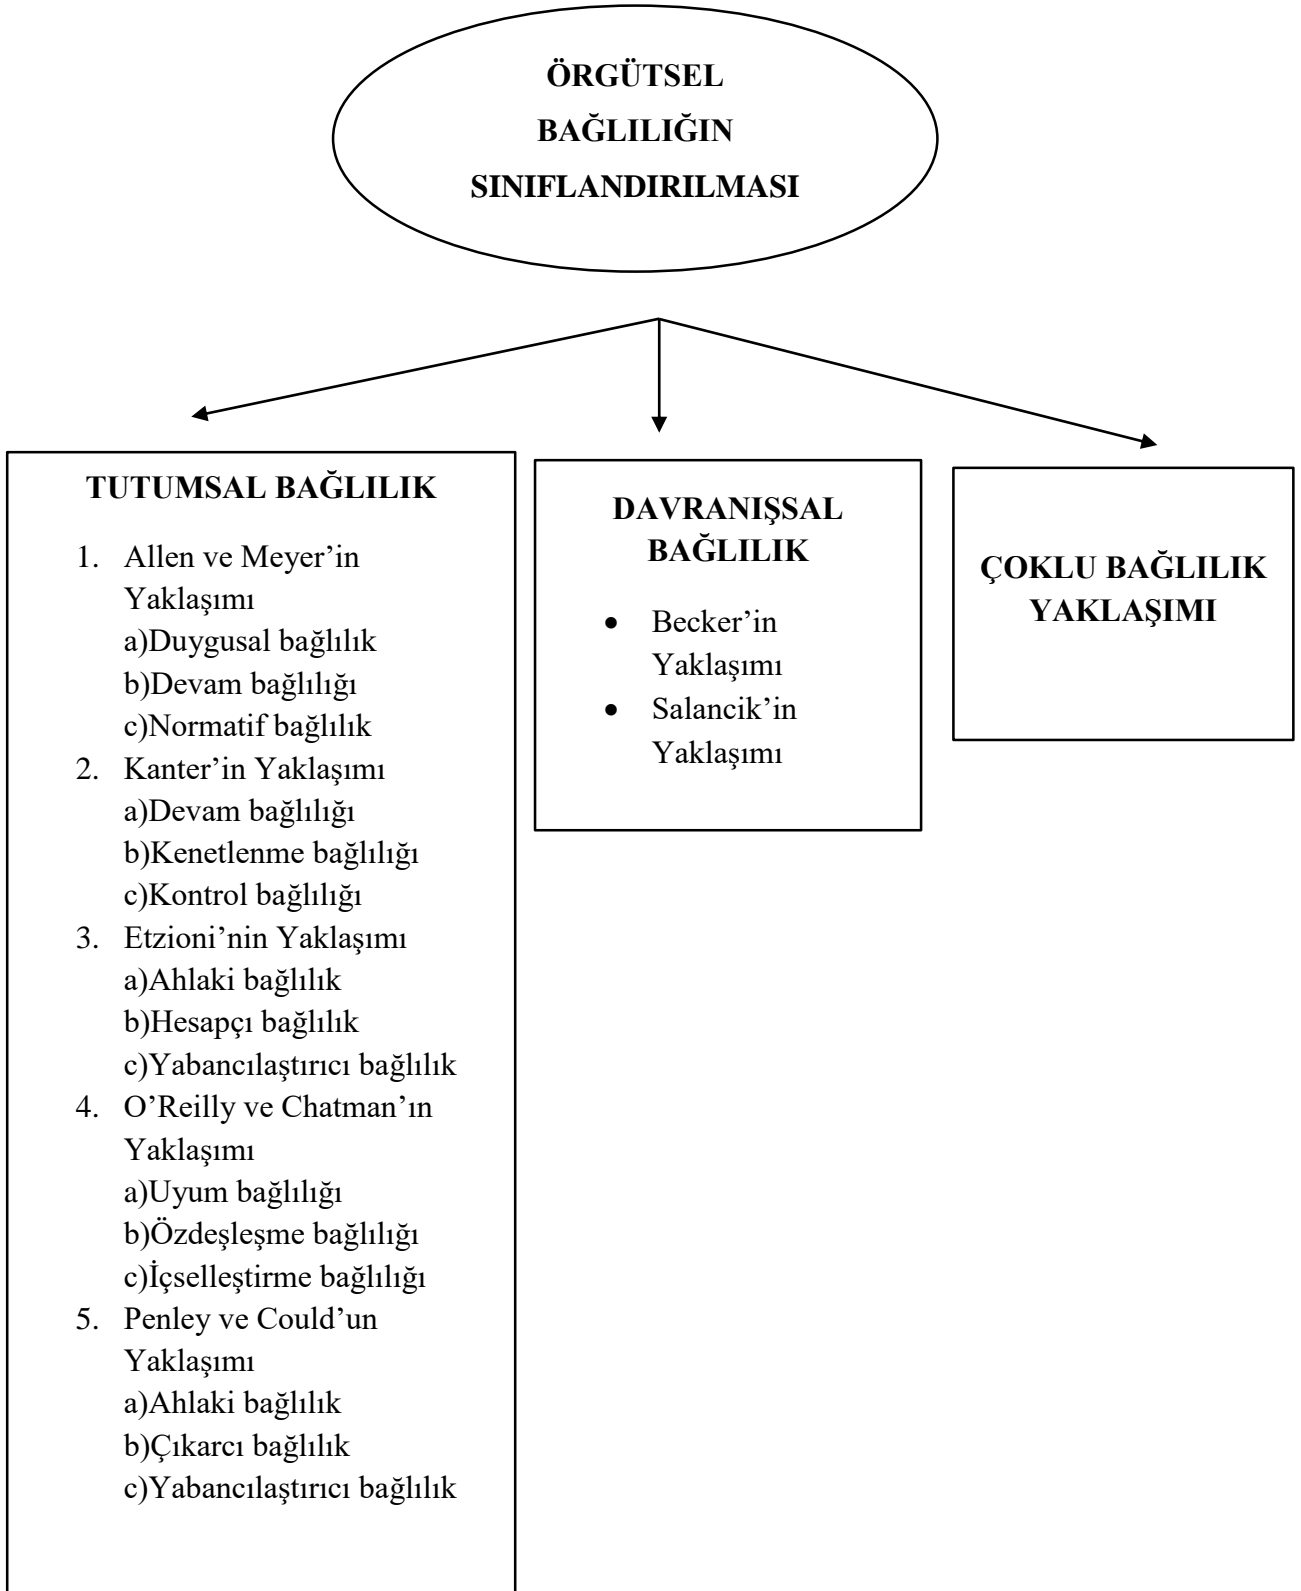 ÖRGÜTSEL
BAĞLILIĞIN
SINIFLANDIRILMASI
TUTUMSAL BAĞLILIK
1. Allen ve Meyer’in
Yaklaşımı
a)Duygusal bağlılık
b)Devam bağlılığı
c)Normatif bağlılık
2. Kanter’in Yaklaşımı
a)Devam bağlılığı
b)Kenetlenme bağlılığı
c)Kontrol bağlılığı
3. Etzioni’nin Yaklaşımı
a)Ahlaki bağlılık
b)Hesapçı bağlılık
c)Yabancılaştırıcı bağlılık
4. O’Reilly ve Chatman’ın
Yaklaşımı
a)Uyum bağlılığı
b)Özdeşleşme bağlılığı
c)İçselleştirme bağlılığı
5. Penley ve Could’un
Yaklaşımı
a)Ahlaki bağlılık
b)Çıkarcı bağlılık
c)Yabancılaştırıcı bağlılık
DAVRANIŞSAL
BAĞLILIK
• Becker’in
Yaklaşımı
• Salancik’in
Yaklaşımı
ÇOKLU BAĞLILIK
YAKLAŞIMI